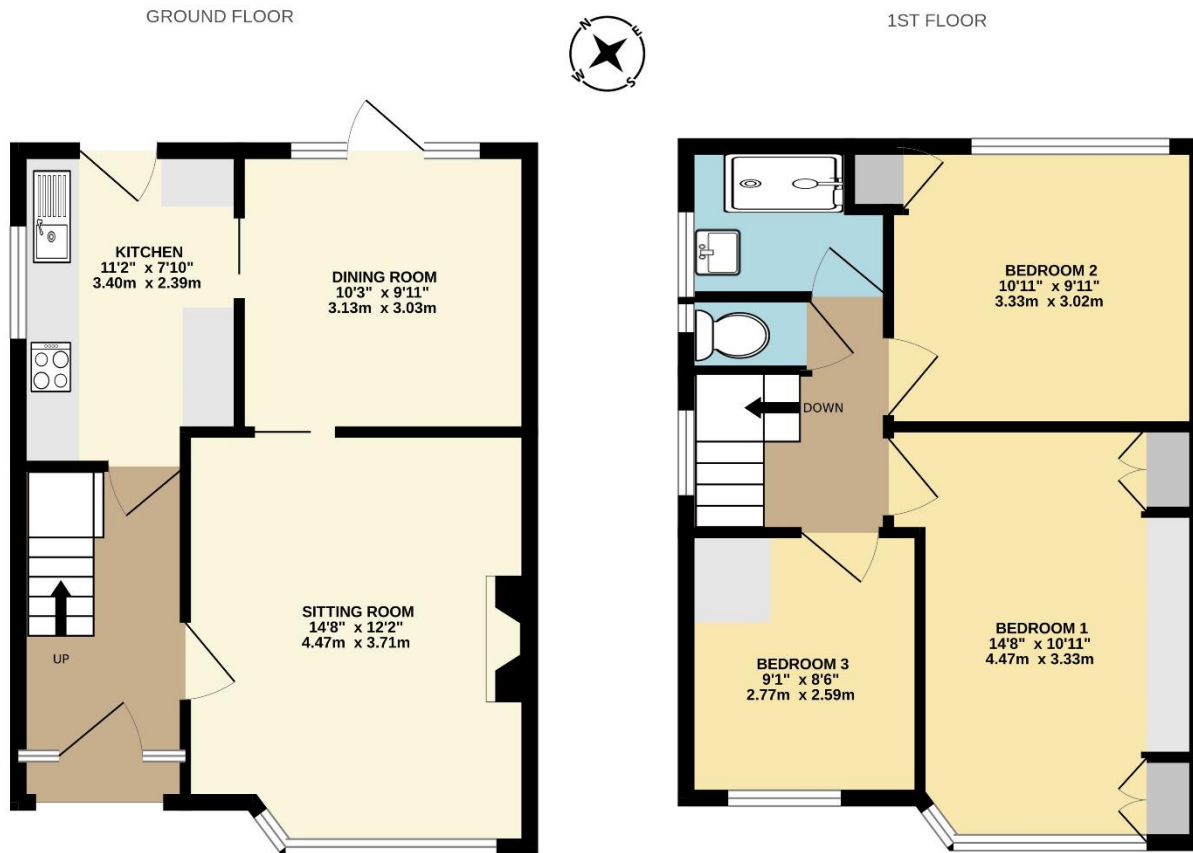 GROUND FLOOR
1ST FLOOR
N
E
W
S
KITCHEN
11'2" x 7'10"
3.40m x 2.39m
DINING ROOM
10'3" x 9'11"
3.13m x 3.03m
SITTING ROOM
14'8" x 12'2"
4.47m x 3.71m
UP
BEDROOM 2
10'11" x 9'11"
3.33m x 3.02m
DOWN
BEDROOM 1
14'8" x 10'11"
4.47m x 3.33m
BEDROOM 3
9'1" x 8'6"
2.77m x 2.59m